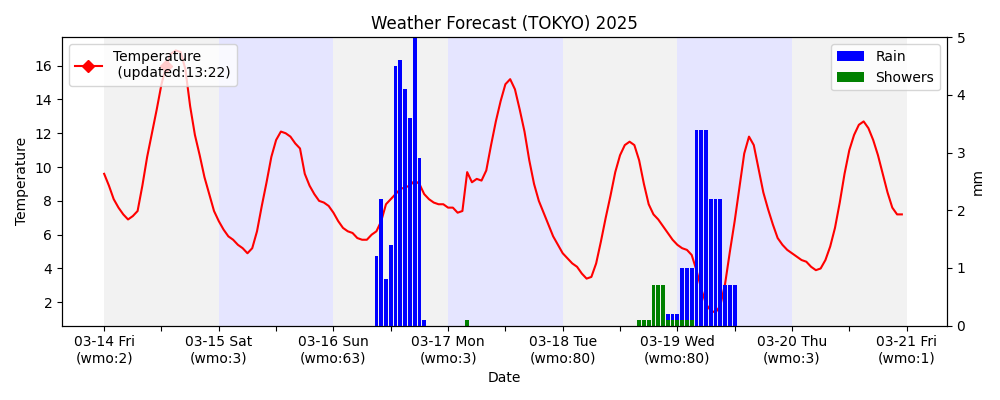 Weather Forecast (TOKYO) 2025
Temperature
(updated:13:22)
Rain
Showers
Temperature
16
14
12
10
8
6
4
2
5
4
3
2
1
0
mm
03-14 Fri
(wmo:2)
03-15 Sat
(wmo:3)
03-16 Sun
(wmo:63)
03-17 Mon
(wmo:3)
03-18 Tue
(wmo:80)
03-19 Wed
(wmo:80)
03-20 Thu
(wmo:3)
03-21 Fri
(wmo:1)
Date